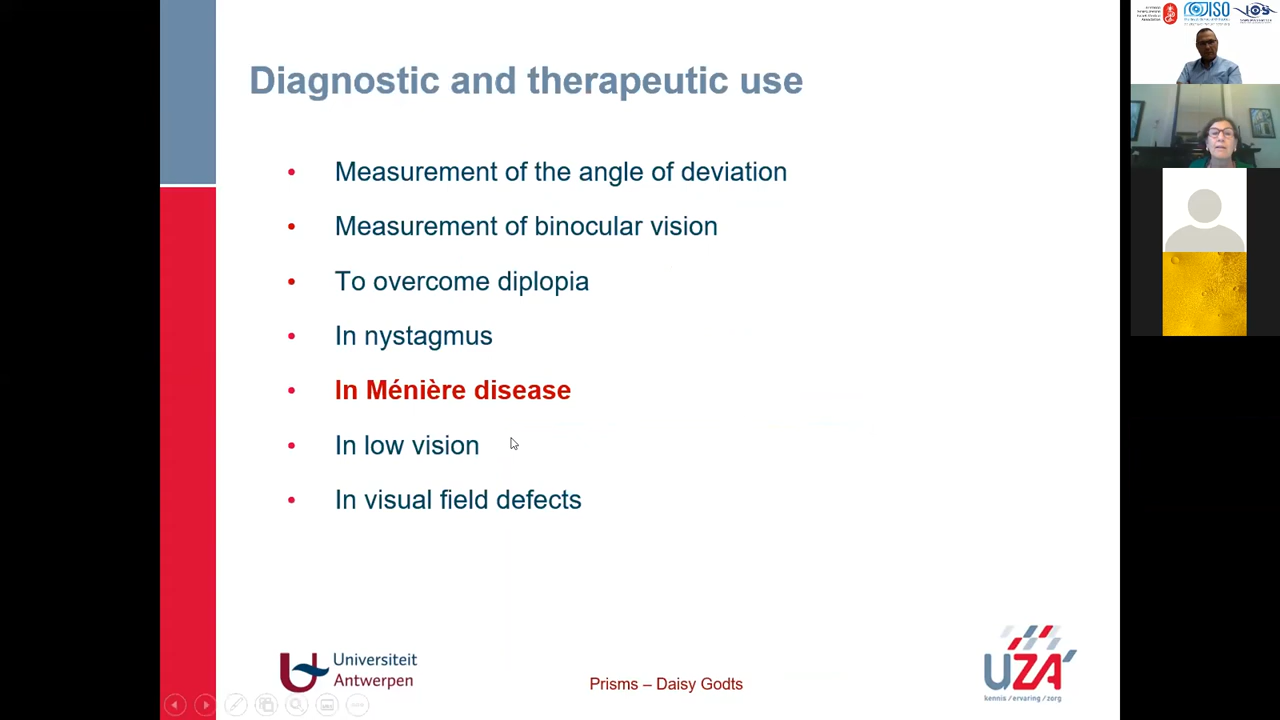 Diagnostic and therapeutic use
• Measurement of the angle of deviation
• Measurement of binocular vision
• To overcome diplopia
• In nystagmus
• In Ménière disease
• In low vision
• In visual field defects
Universiteit
Antwerpen
Prisms – Daisy Godts
UZA'
kennis / ervaring / zorg
ISO
IOS